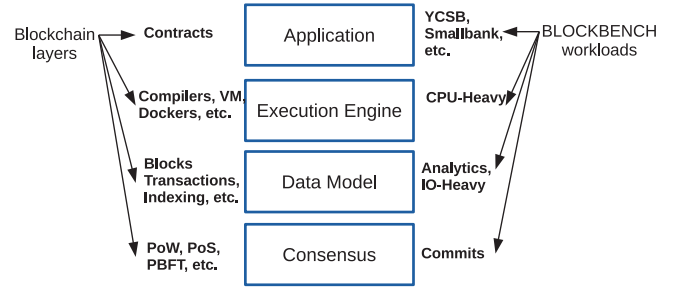 Blockchain
layers
Contracts
Application
YCSB,
Smallbank,
etc.
BLOCKBENCH
workloads
Compilers, VM,
Dockers, etc.
Execution Engine
CPU-Heavy
Blocks
Transactions,
Indexing, etc.
Data Model
Analytics,
IO-Heavy
PoW, PoS,
PBFT, etc.
Consensus
Commits